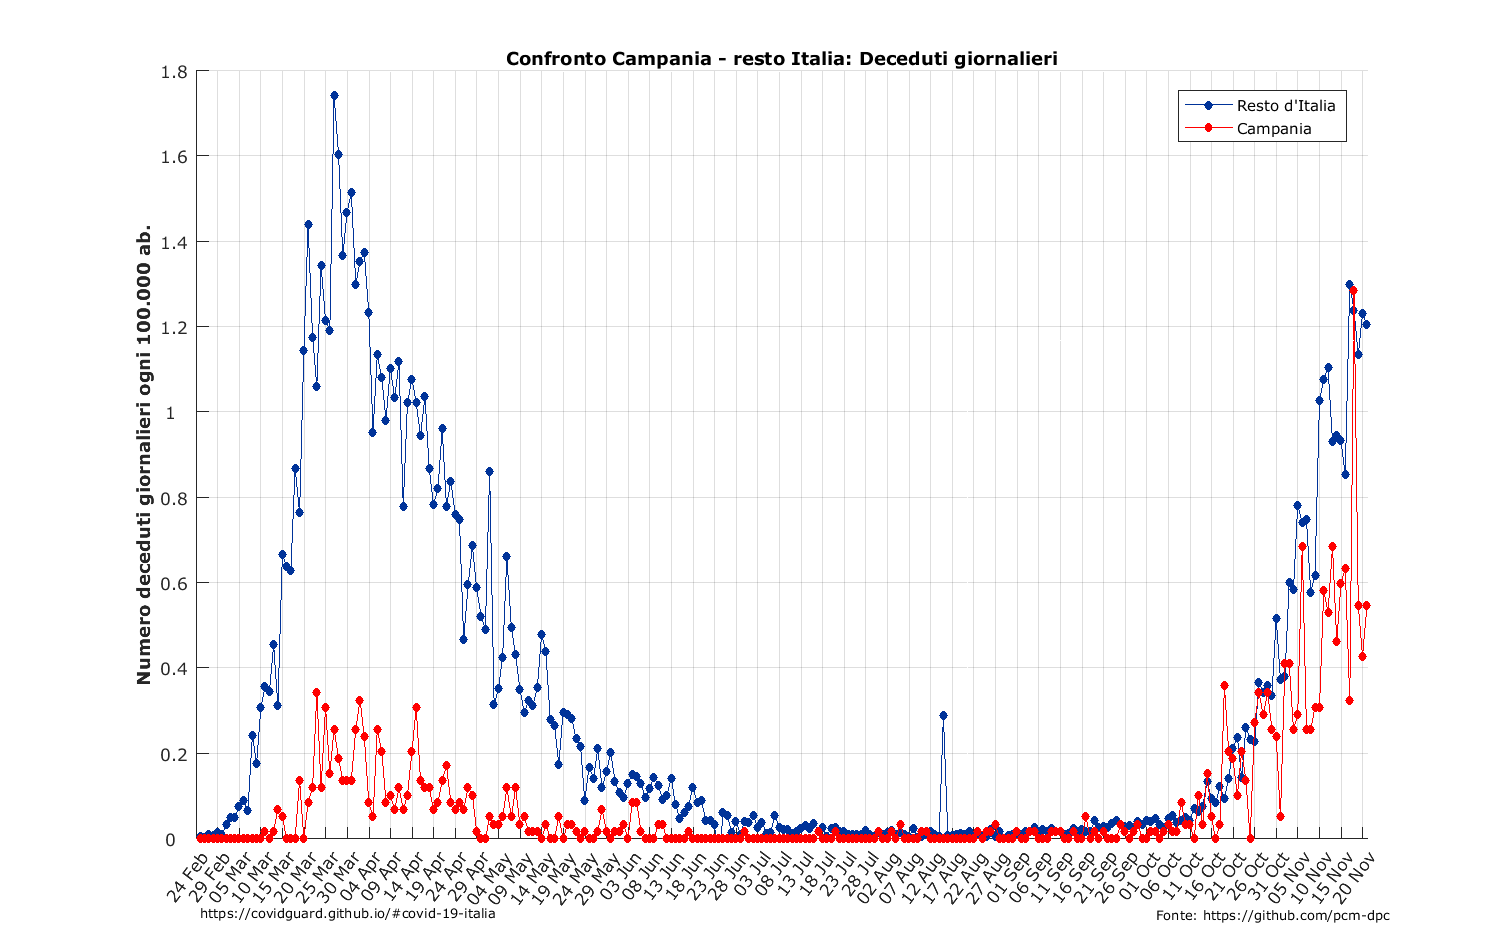 Confronto Campania - resto Italia: Deceduti giornalieri
Numero deceduti giornalieri ogni 100.000 ab.
1.8
1.6
1.4
1.2
1
0.8
0.6
0.4
0.2
0
Resto d'Italia
Campania
24 Feb
29 Feb
05 Mar
10 Mar
15 Mar
20 Mar
25 Mar
30 Mar
04 Apr
09 Apr
14 Apr
19 Apr
24 Apr
29 Apr
04 May
09 May
14 May
19 May
24 May
29 May
03 Jun
08 Jun
13 Jun
18 Jun
23 Jun
28 Jun
03 Jul
08 Jul
13 Jul
18 Jul
23 Jul
28 Jul
02 Aug
07 Aug
12 Aug
17 Aug
22 Aug
27 Aug
01 Sep
06 Sep
11 Sep
16 Sep
21 Sep
26 Sep
01 Oct
06 Oct
11 Oct
16 Oct
21 Oct
26 Oct
31 Oct
05 Nov
10 Nov
15 Nov
20 Nov
https://covidguard.github.io/#covid-19-italia
Fonte: https://github.com/pcm-dpc